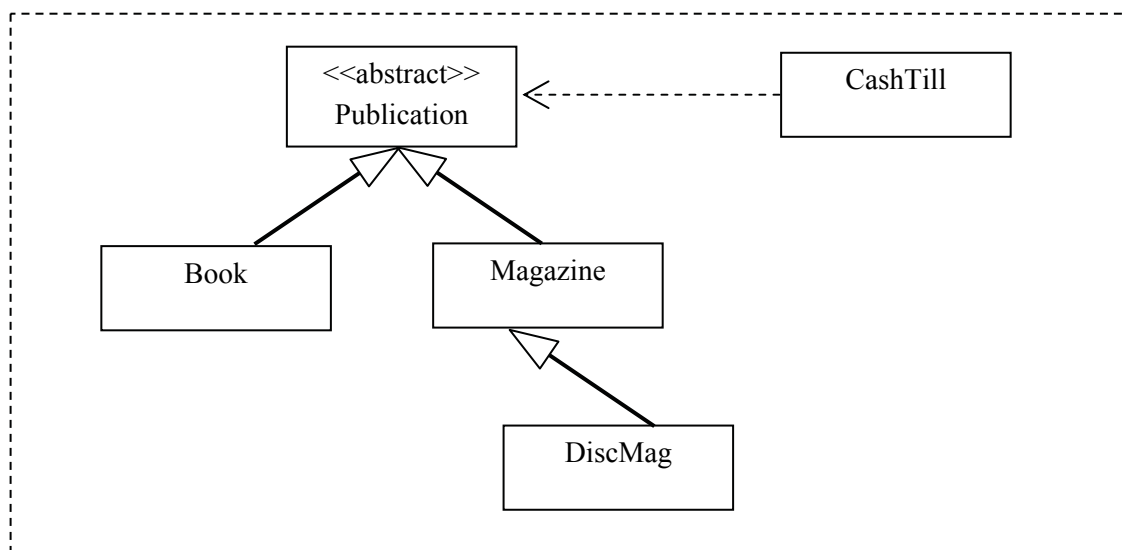 <<abstract>>
Publication
CashTill
Book
Magazine
DiscMag